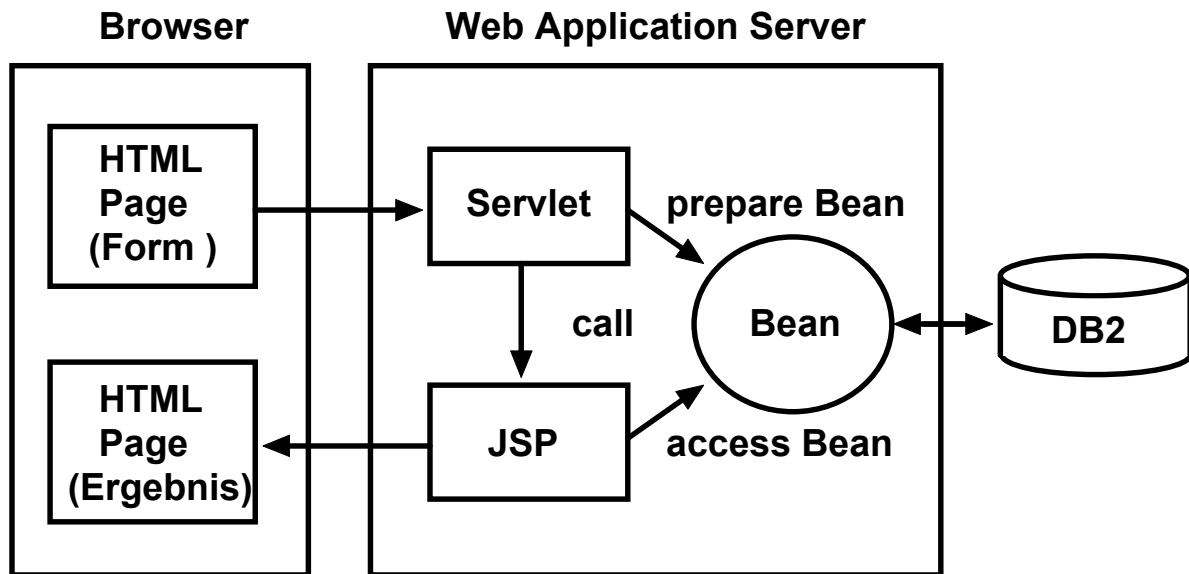 Browser
Web Application Server
HTML
Page
(Form )
Servlet
prepare Bean
call
Bean
DB2
HTML
Page
(Ergebnis)
JSP
access Bean